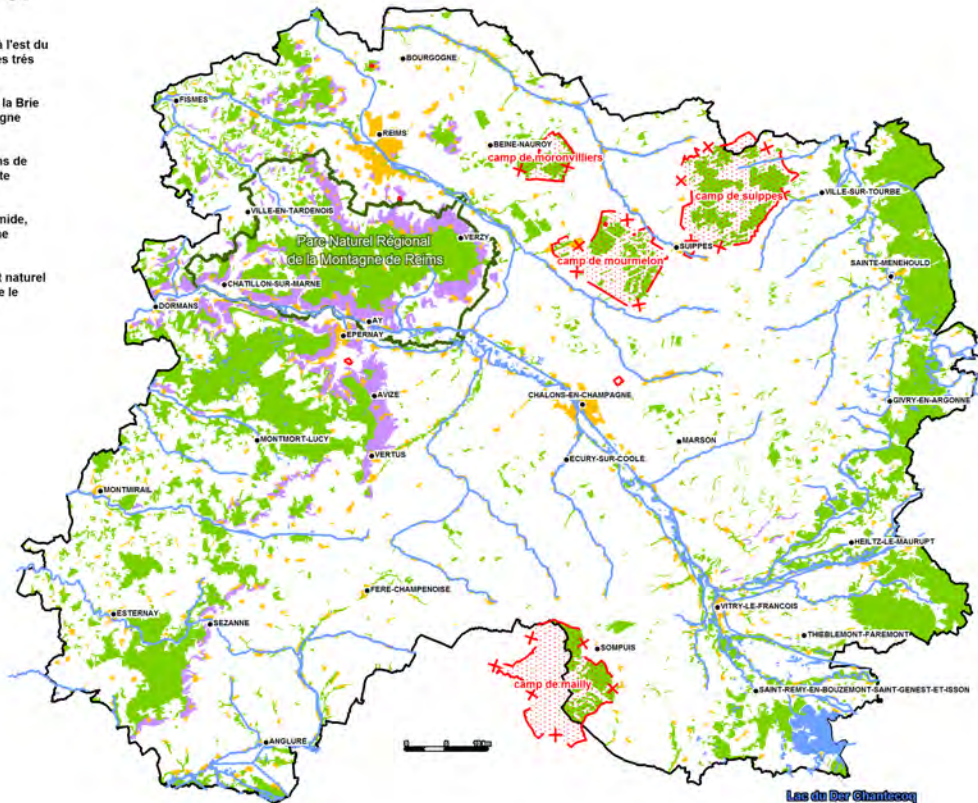 à l'est du
es très
la Brie
gne
ns de
te
nide,
ne
t naturel
e le
BOURGOGNE
FISMES
REIMS
BEINE-NAUROY
camp de moronvilliers
camp de suippes
VILLE-SUR-TOURBE
VILLE-EN-TARDENOIS
VERZY
Parc Naturel Régional
de la Montagne de Reims
SUIPPES
camp de mourmelon
SAINTE-MENEHOULD
CHATILLON-SUR-MARNE
DORMANS
AY
EPERNAY
AVIZE
CHALONS-EN-CHAMPAGNE
GIVRY-EN-ARGONNE
MONTMORT-LUCY
MARSON
VERTUS
ECURY-SUR-COOLE
MONTMIRAIL
HEILTZ-LE-MAURUPT
FERE-CHAMPENOISE
VITRY-LE-FRANCOIS
ESTERNAY
SEZANNE
THIEBLEMONT-FAREMONT
SOMPUIS
camp de mailly
SAINT-REMY-EN-BOUZEMONT-SAINT-GENEST-ET-ISSON
ANGLURE
Lac du Der Chantecoq